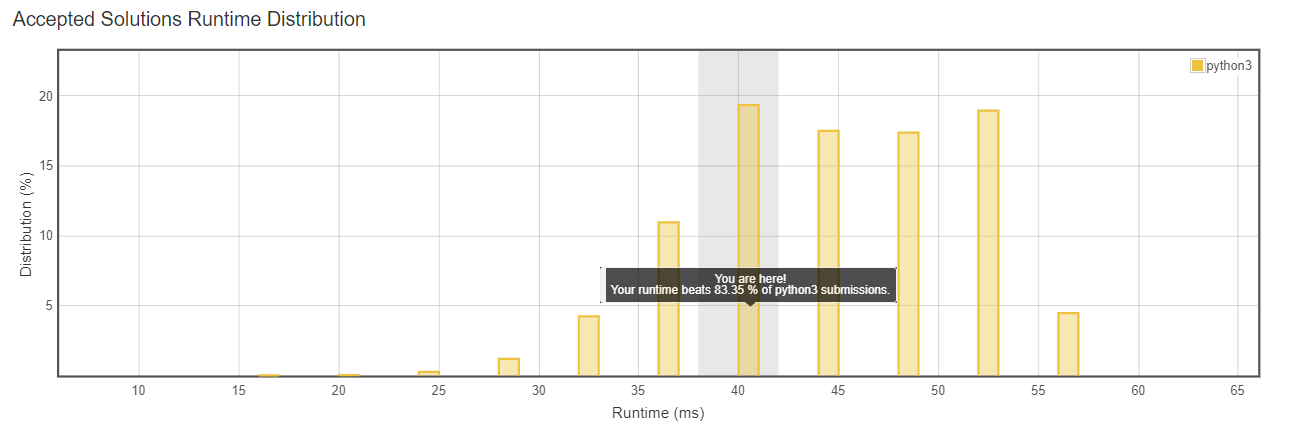 Accepted Solutions Runtime Distribution
python3
20
15
10
5
Distribution (%)
You are here!
Your runtime beats 83.35 % of python3 submissions.
10 15 20 25 30 35 40 45 50 55 60 65
Runtime (ms)